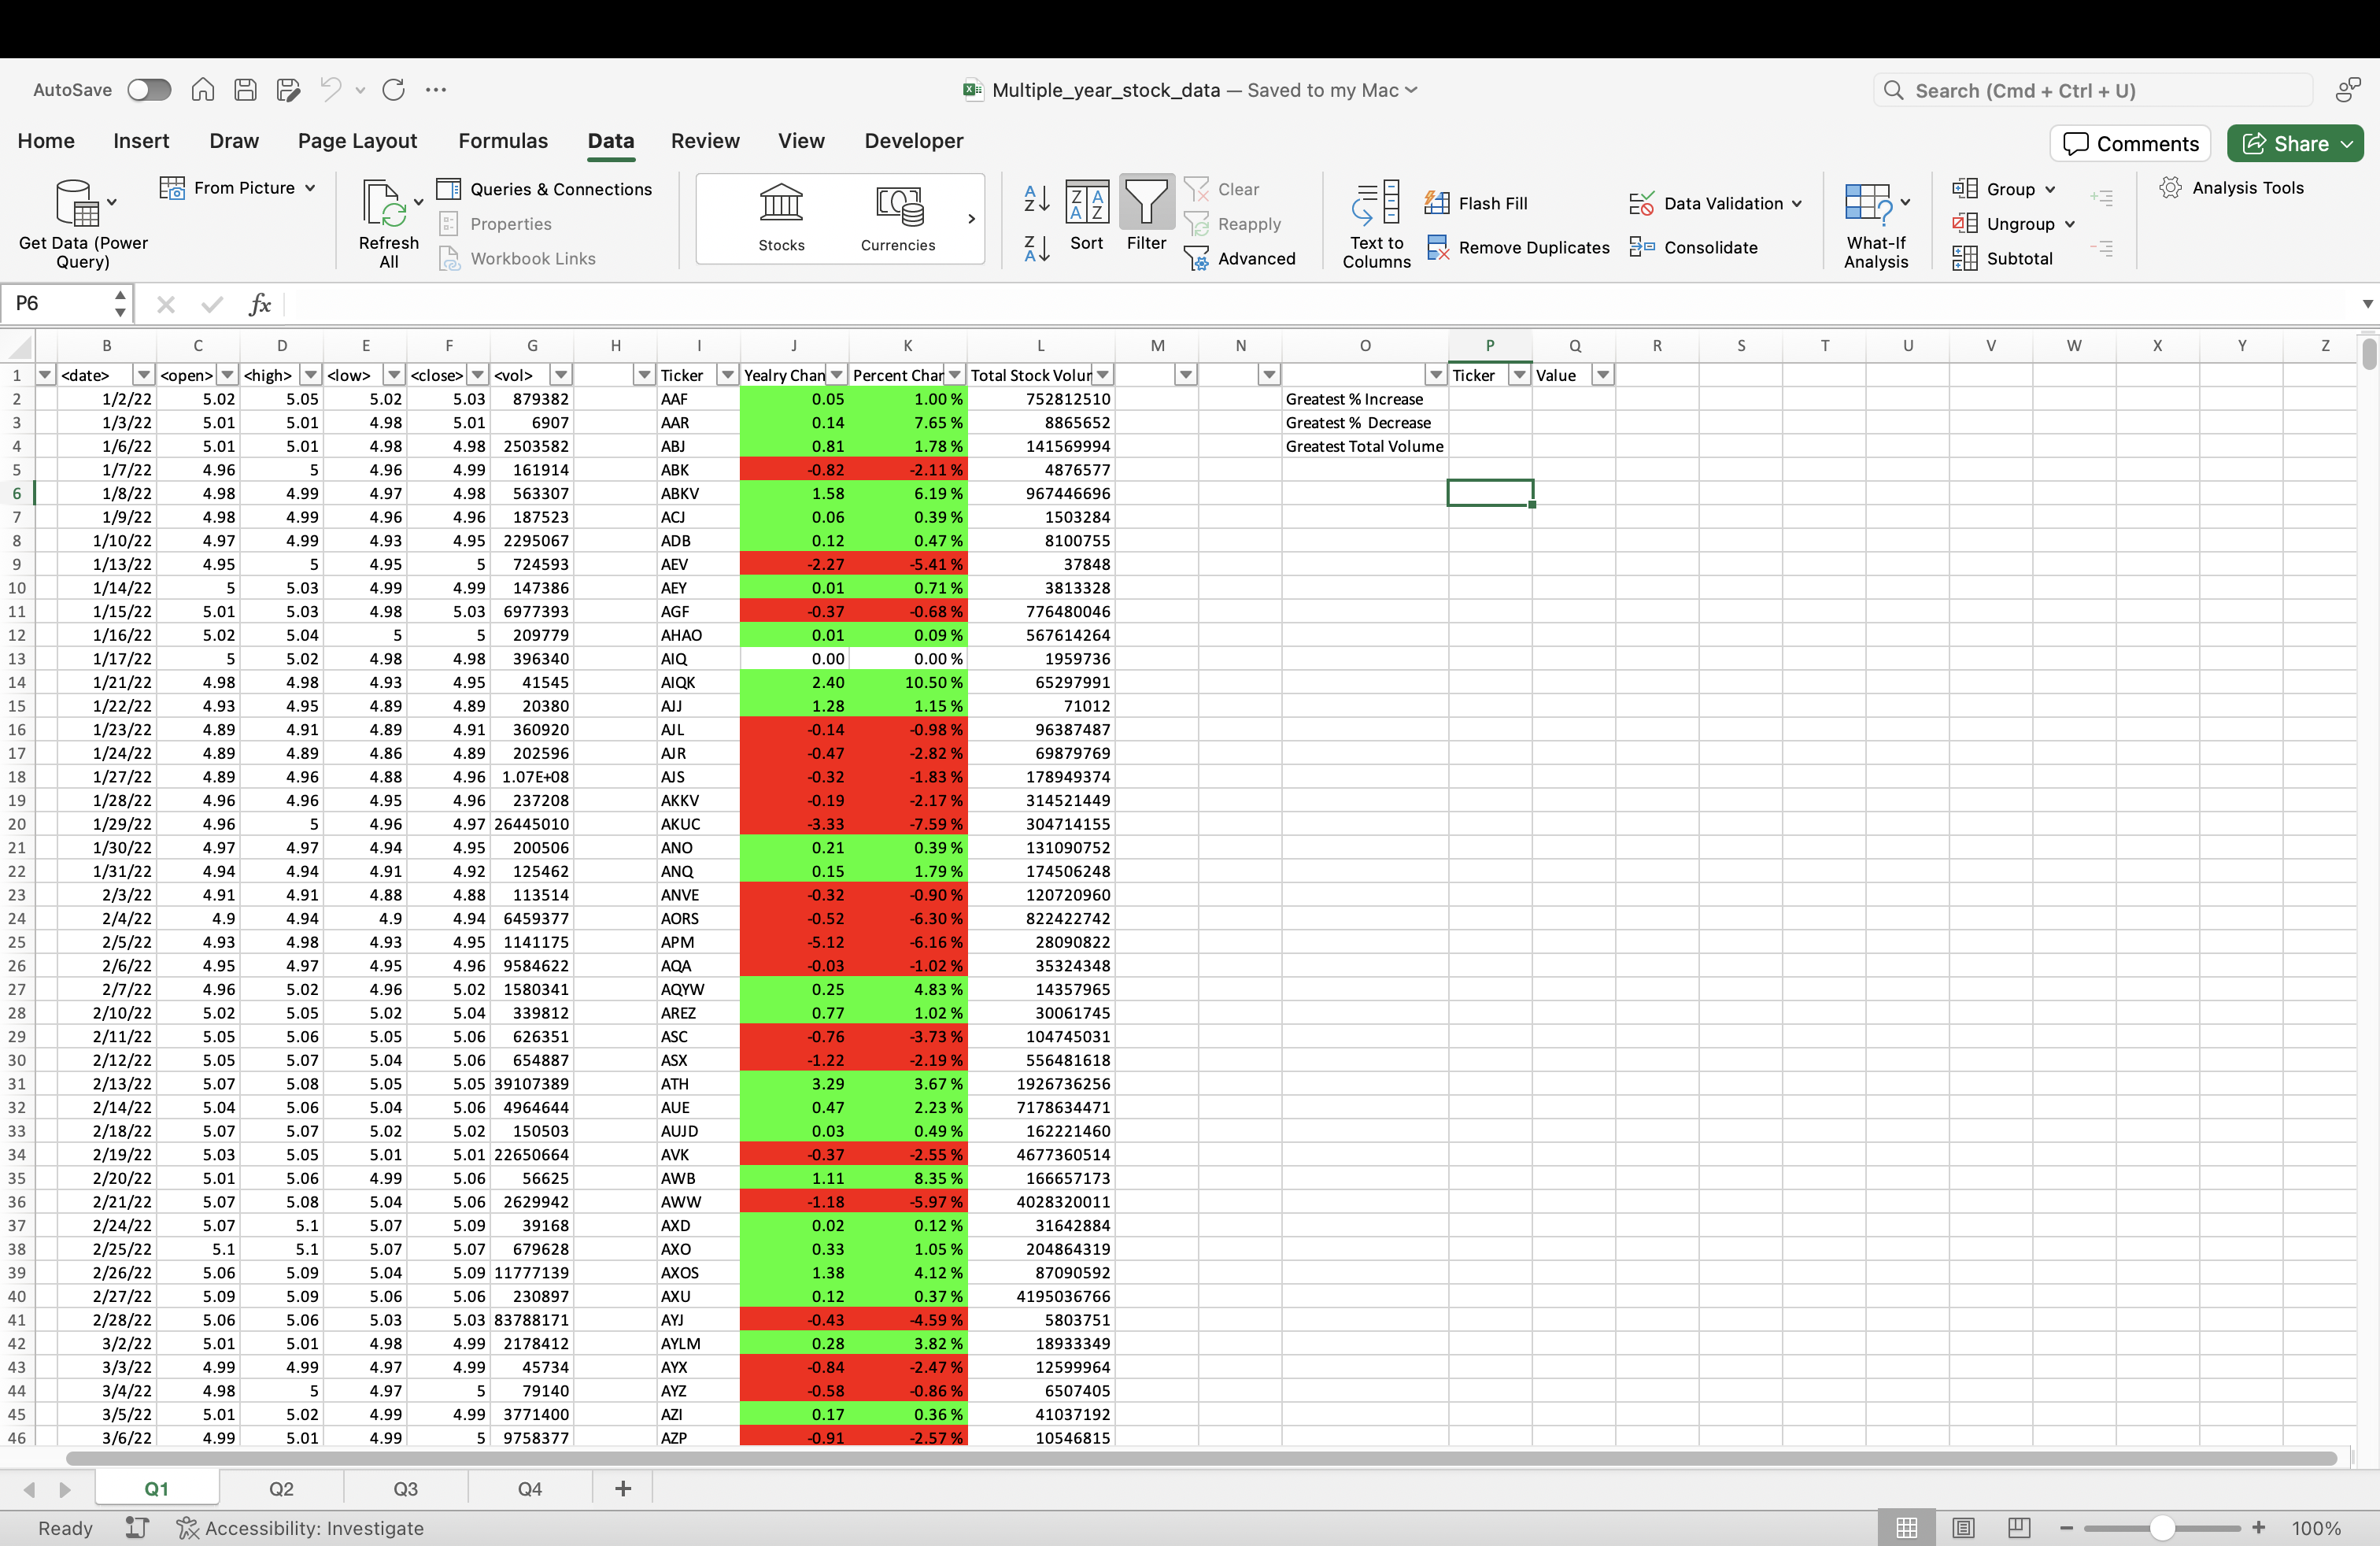 AutoSave
Multiple_year_stock_data — Saved to my Mac
Search (Cmd + Ctrl + U)
Home Insert Draw Page Layout Formulas Data Review View Developer
Comments Share
Get Data (Power Query)
From Picture
Refresh All
Queries & Connections
Properties
Workbook Links
Stocks Currencies
Sort Filter
Clear
Reapply
Advanced
Text to Columns
Flash Fill
Remove Duplicates
Data Validation
Consolidate
What-If Analysis
Group
Ungroup
Subtotal
Analysis Tools
P6 fx
B C D E F G H I J K L M N O P Q R S T U V W X Y Z
1 <date> <open> <high> <low> <close> <vol> Ticker Yealry Chan Percent Char Total Stock Volur Ticker Value
2 1/2/22 5.02 5.05 5.02 5.03 879382 AAF 0.05 1.00 % 752812510 Greatest % Increase
3 1/3/22 5.01 5.01 4.98 5.01 6907 AAR 0.14 7.65 % 8865652 Greatest % Decrease
4 1/6/22 5.01 5.01 4.98 4.98 2503582 ABJ 0.81 1.78 % 141569994 Greatest Total Volume
5 1/7/22 4.96 5 4.96 4.99 161914 ABK -0.82 -2.11 % 4876577
6 1/8/22 4.98 4.99 4.97 4.98 563307 ABKV 1.58 6.19 % 967446696
7 1/9/22 4.98 4.99 4.96 4.96 187523 ACJ 0.06 0.39 % 1503284
8 1/10/22 4.97 4.99 4.93 4.95 2295067 ADB 0.12 0.47 % 8100755
9 1/13/22 4.95 5 4.95 5 724593 AEV -2.27 -5.41 % 37848
10 1/14/22 5 5.03 4.99 4.99 147386 AEY 0.01 0.71 % 3813328
11 1/15/22 5.01 5.03 4.98 5.03 6977393 AGF -0.37 -0.68 % 776480046
12 1/16/22 5.02 5.04 5 5 209779 AHAO 0.01 0.09 % 567614264
13 1/17/22 5 5.02 4.98 4.98 396340 AIQ 0.00 0.00 % 1959736
14 1/21/22 4.98 4.98 4.93 4.95 41545 AIQK 2.40 10.50 % 65297991
15 1/22/22 4.93 4.95 4.89 4.89 20380 AJJ 1.28 1.15 % 71012
16 1/23/22 4.89 4.91 4.89 4.91 360920 AJL -0.14 -0.98 % 96387487
17 1/24/22 4.89 4.89 4.86 4.89 202596 AJR -0.47 -2.82 % 69879769
18 1/27/22 4.89 4.96 4.88 4.96 1.07E+08 AJS -0.32 -1.83 % 178949374
19 1/28/22 4.96 4.96 4.95 4.96 237208 AKKV -0.19 -2.17 % 314521449
20 1/29/22 4.96 5 4.96 4.97 26445010 AKUC -3.33 -7.59 % 304714155
21 1/30/22 4.97 4.97 4.94 4.95 200506 ANO 0.21 0.39 % 131090752
22 1/31/22 4.94 4.94 4.91 4.92 125462 ANQ 0.15 1.79 % 174506248
23 2/3/22 4.91 4.91 4.88 4.88 113514 ANVE -0.32 -0.90 % 120720960
24 2/4/22 4.9 4.94 4.9 4.94 6459377 AORS -0.52 -6.30 % 822422742
25 2/5/22 4.93 4.98 4.93 4.95 1141175 APM -5.12 -6.16 % 28090822
26 2/6/22 4.95 4.97 4.95 4.96 9584622 AQA -0.03 -1.02 % 35324348
27 2/7/22 4.96 5.02 4.96 5.02 1580341 AQYW 0.25 4.83 % 14357965
28 2/10/22 5.02 5.05 5.02 5.04 339812 AREZ 0.77 1.02 % 30061745
29 2/11/22 5.05 5.06 5.05 5.06 626351 ASC -0.76 -3.73 % 104745031
30 2/12/22 5.05 5.07 5.04 5.06 654887 ASX -1.22 -2.19 % 556481618
31 2/13/22 5.07 5.08 5.05 5.05 39107389 ATH 3.29 3.67 % 1926736256
32 2/14/22 5.04 5.06 5.04 5.06 4964644 AUE 0.47 2.23 % 7178634471
33 2/18/22 5.07 5.07 5.02 5.02 150503 AUJD 0.03 0.49 % 162221460
34 2/19/22 5.03 5.05 5.01 5.01 22650664 AVK -0.37 -2.55 % 4677360514
35 2/20/22 5.01 5.06 4.99 5.06 56625 AWB 1.11 8.35 % 166657173
36 2/21/22 5.07 5.08 5.04 5.06 2629942 AWW -1.18 -5.97 % 4028320011
37 2/24/22 5.07 5.1 5.07 5.09 39168 AXD 0.02 0.12 % 31642884
38 2/25/22 5.1 5.1 5.07 5.07 679628 AXO 0.33 1.05 % 204864319
39 2/26/22 5.06 5.09 5.04 5.09 11777139 AXOS 1.38 4.12 % 87090592
40 2/27/22 5.09 5.09 5.06 5.06 230897 AXU 0.12 0.37 % 4195036766
41 2/28/22 5.06 5.06 5.03 5.03 83788171 AYJ -0.43 -4.59 % 5803751
42 3/2/22 5.01 5.01 4.98 4.99 2178412 AYLM 0.28 3.82 % 18933349
43 3/3/22 4.99 4.99 4.97 4.99 45734 AYX -0.84 -2.47 % 12599964
44 3/4/22 4.98 5 4.97 5 79140 AYZ -0.58 -0.86 % 6507405
45 3/5/22 5.01 5.02 4.99 4.99 3771400 AZI 0.17 0.36 % 41037192
46 3/6/22 4.99 5.01 4.99 5 9758377 AZP -0.91 -2.57 % 10546815
Q1 Q2 Q3 Q4
Ready Accessibility: Investigate 100%